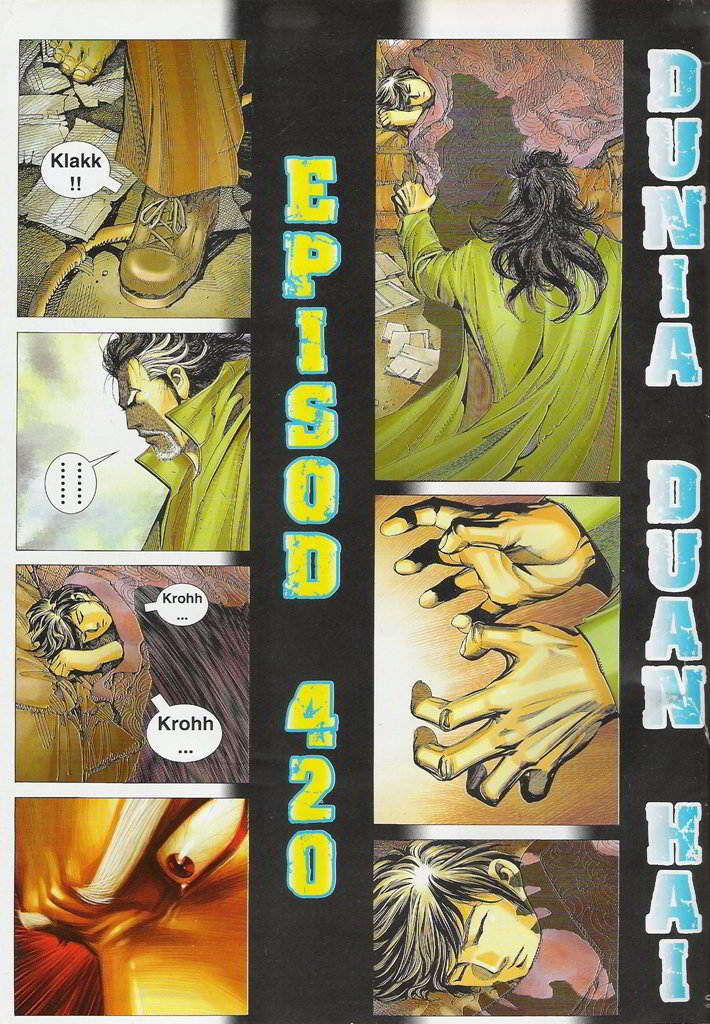 DUNIA DUAN HAI
EPISOD 420
Klakk
!!
......
Krohh
...
Krohh
...